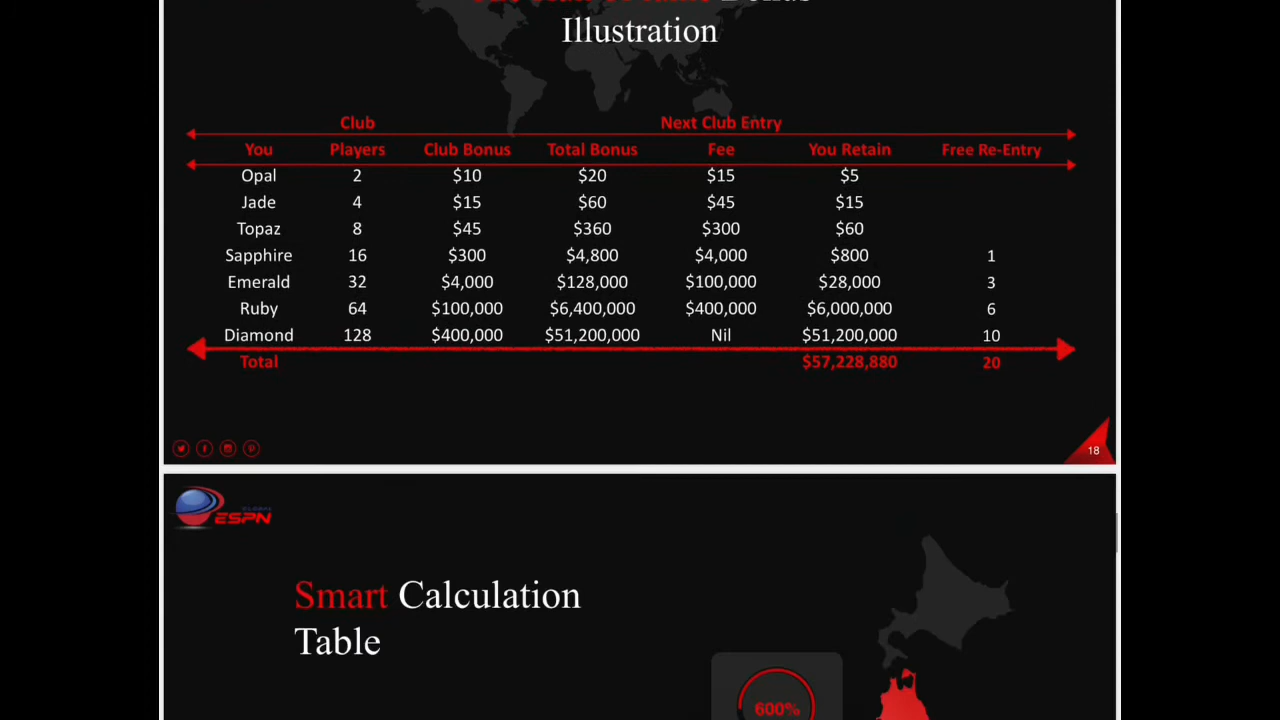 Illustration
Club Next Club Entry
You Players Club Bonus Total Bonus Fee You Retain Free Re-Entry
Opal 2 $10 $20 $15 $5
Jade 4 $15 $60 $45 $15
Topaz 8 $45 $360 $300 $60
Sapphire 16 $300 $4,800 $4,000 $800 1
Emerald 32 $4,000 $128,000 $100,000 $28,000 3
Ruby 64 $100,000 $6,400,000 $400,000 $6,000,000 6
Diamond 128 $400,000 $51,200,000 Nil $51,200,000 10
Total $57,228,880 20
18
ESPN
Smart Calculation
Table
600%